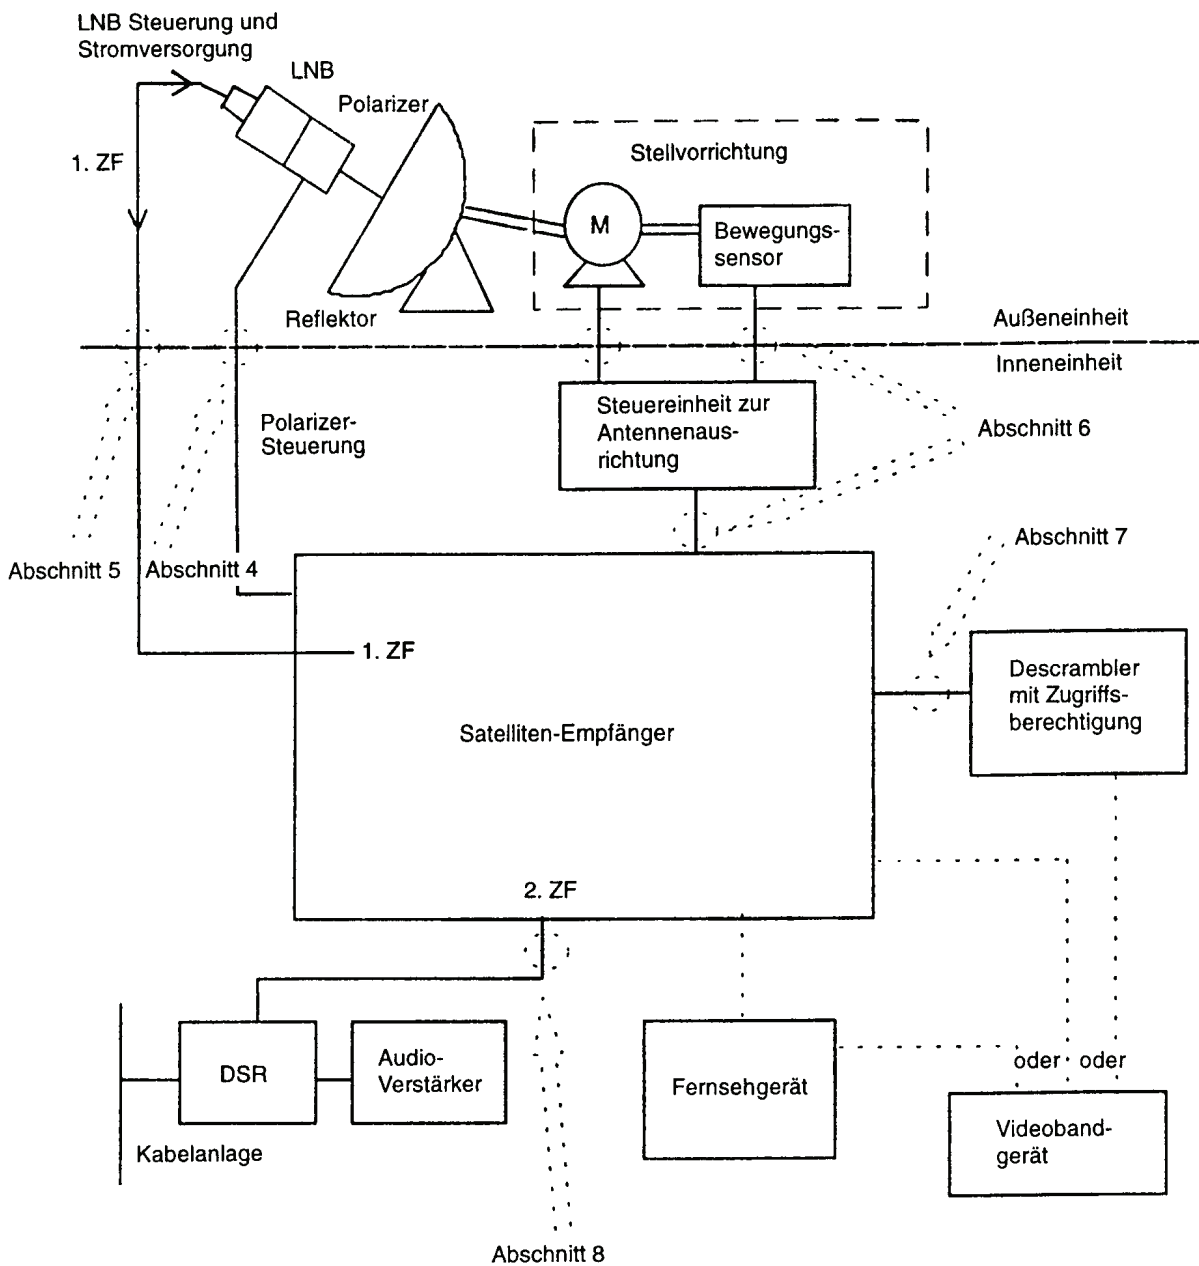 LNB Steuerung und
Stromversorgung
LNB
Polarizer
1. ZF
Stellvorrichtung
M
Bewegungs-
sensor
Reflektor
Außeneinheit
Inneneinheit
Polarizer-
Steuerung
Steuereinheit zur
Antennenaus-
richtung
Abschnitt 6
Abschnitt 7
Abschnitt 5
Abschnitt 4
1. ZF
Satelliten-Empfänger
Descrambler
mit Zugriffs-
berechtigung
2. ZF
DSR
Audio-
Verstärker
Kabelanlage
Fernsehgerät
oder
oder
Videoband-
gerät
Abschnitt 8